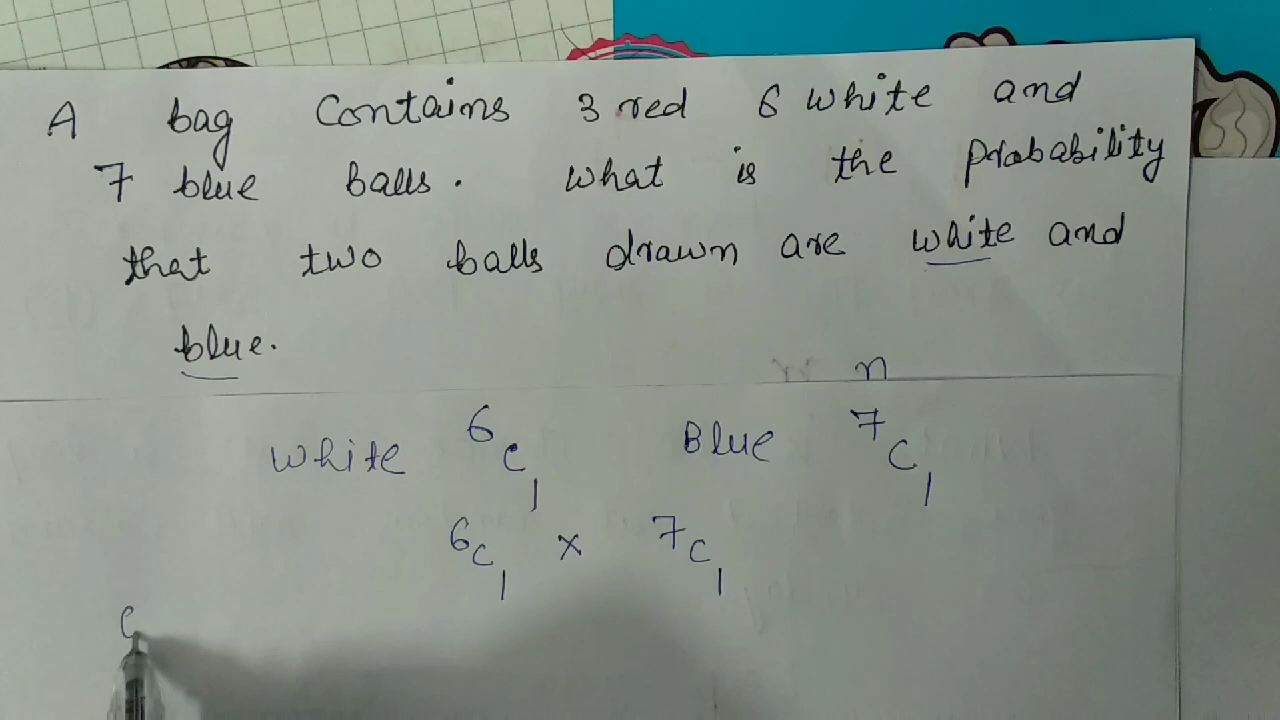 A bag Contains 3 red 6 white and
7 blue balls. What is the probability
that two balls drawn are white and
blue.
n
White ⁶C₁ Blue ⁷C₁
⁶C₁ × ⁷C₁